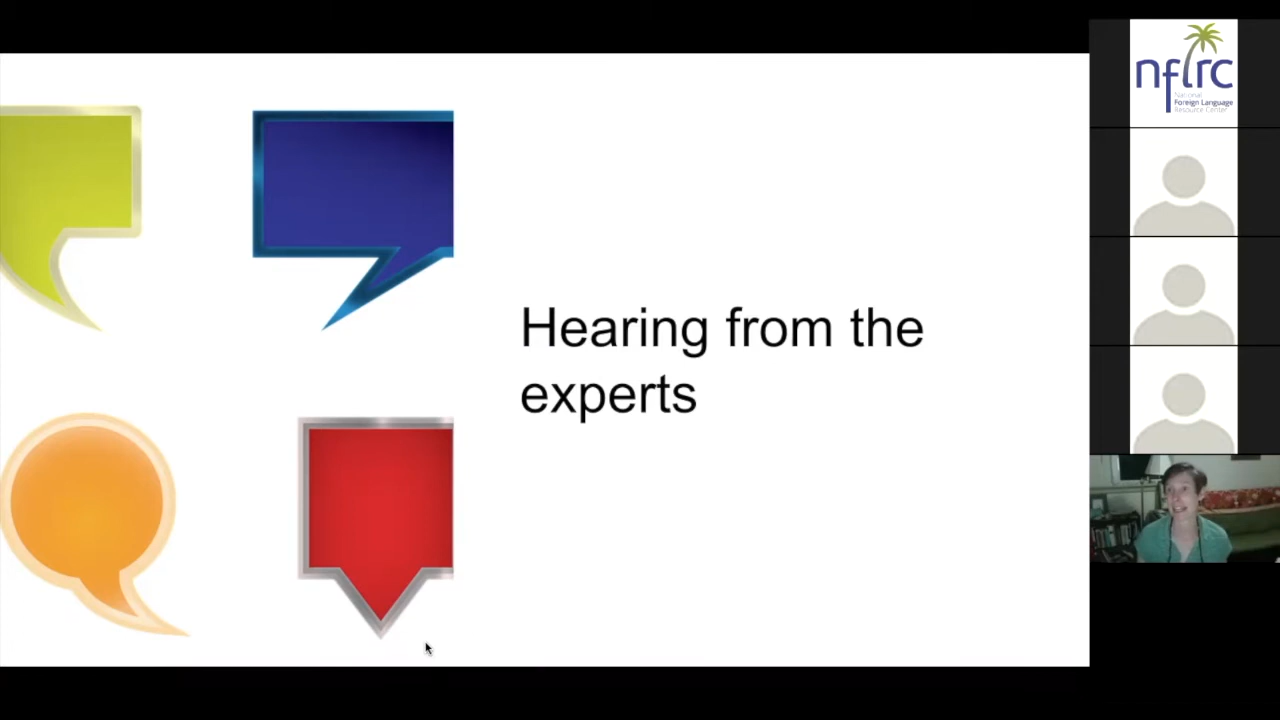 Hearing from the
experts
nflrc
National
Foreign Language
Resource Center